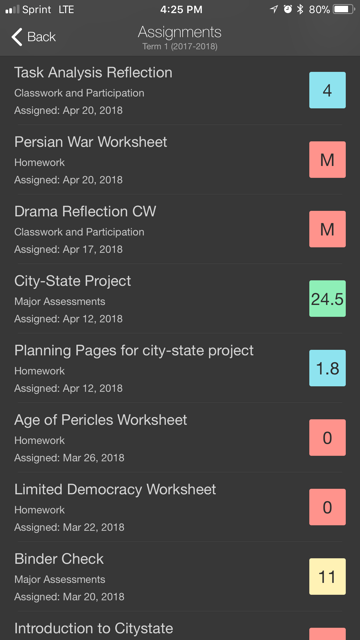 Sprint LTE 4:25 PM 80%
Back
Assignments
Term 1 (2017-2018)
Task Analysis Reflection
Classwork and Participation
Assigned: Apr 20, 2018
4
Persian War Worksheet
Homework
Assigned: Apr 20, 2018
M
Drama Reflection CW
Classwork and Participation
Assigned: Apr 17, 2018
M
City-State Project
Major Assessments
Assigned: Apr 12, 2018
24.5
Planning Pages for city-state project
Homework
Assigned: Apr 12, 2018
1.8
Age of Pericles Worksheet
Homework
Assigned: Mar 26, 2018
0
Limited Democracy Worksheet
Homework
Assigned: Mar 22, 2018
0
Binder Check
Major Assessments
Assigned: Mar 20, 2018
11
Introduction to Citystate